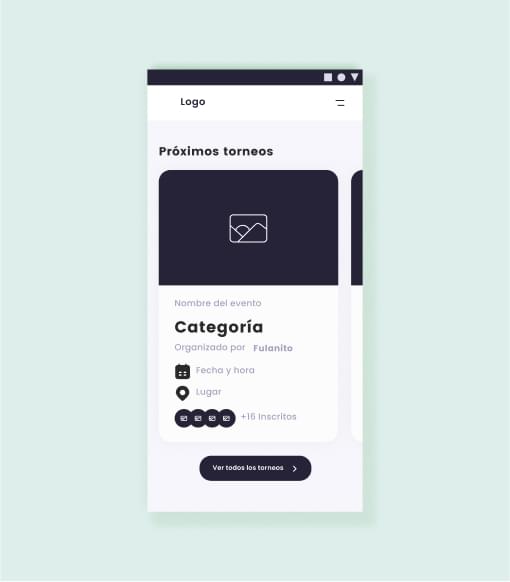 Logo
Próximos torneos
Nombre del evento
Categoría
Organizado por Fulanito
Fecha y hora
Lugar
+16 Inscritos
Ver todos los torneos